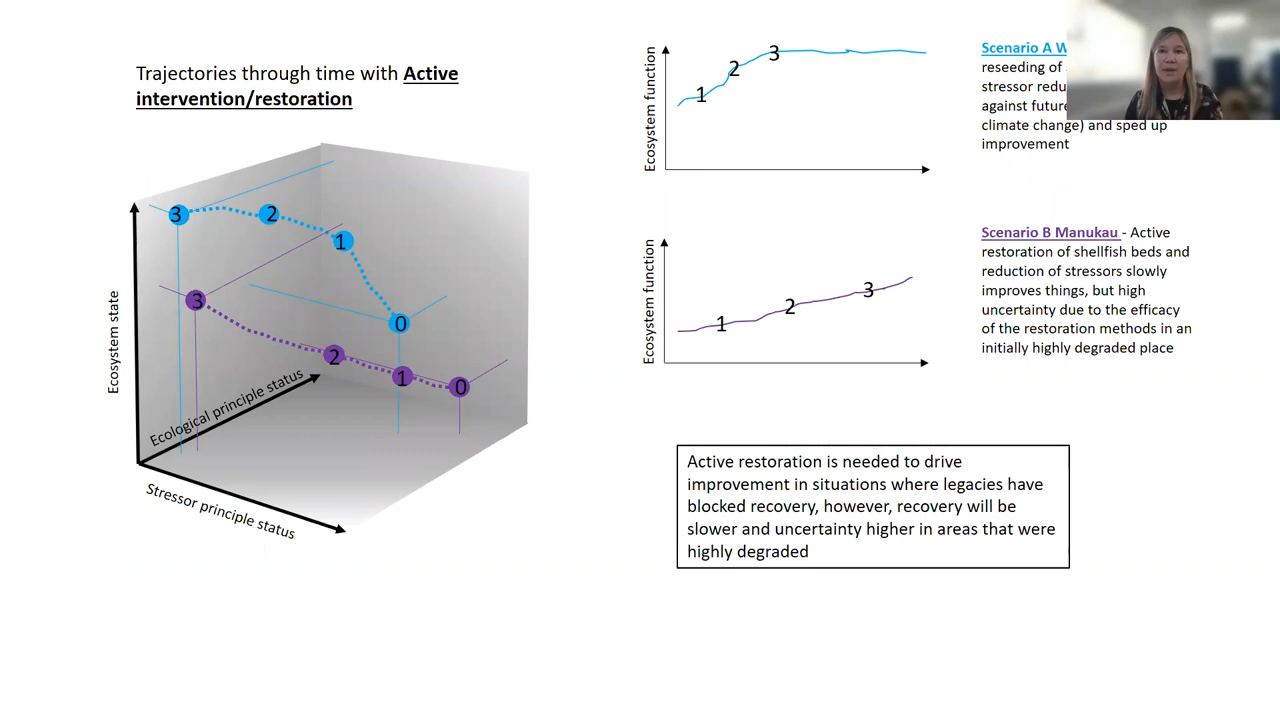 Trajectories through time with Active
intervention/restoration
Ecosystem state
Ecological principle status
Stressor principle status
3
2
1
0
3
2
1
0
Ecosystem function
1
2
3
Scenario A
reseeding of
stressor
against future
climate change) and sped up
improvement
Ecosystem function
1
2
3
Scenario B Manukau - Active
restoration of shellfish beds and
reduction of stressors slowly
improves things, but high
uncertainty due to the efficacy
of the restoration methods in an
initially highly degraded place
Active restoration is needed to drive
improvement in situations where legacies have
blocked recovery, however, recovery will be
slower and uncertainty higher in areas that were
highly degraded